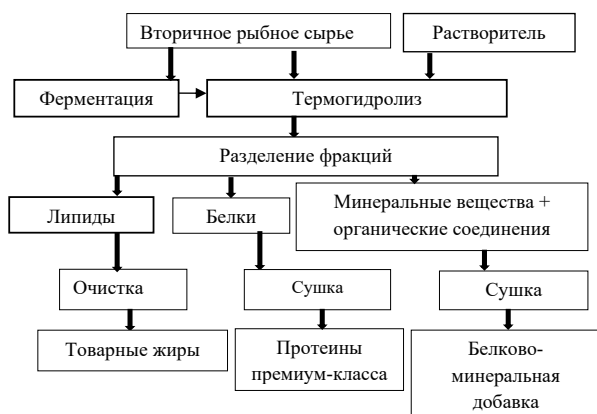 Вторичное рыбное сырье
Растворитель
Ферментация
Термогидролиз
Разделение фракций
Липиды
Белки
Минеральные вещества +
органические соединения
Очистка
Сушка
Сушка
Товарные жиры
Протеины
премиум-класса
Белково-
минеральная
добавка